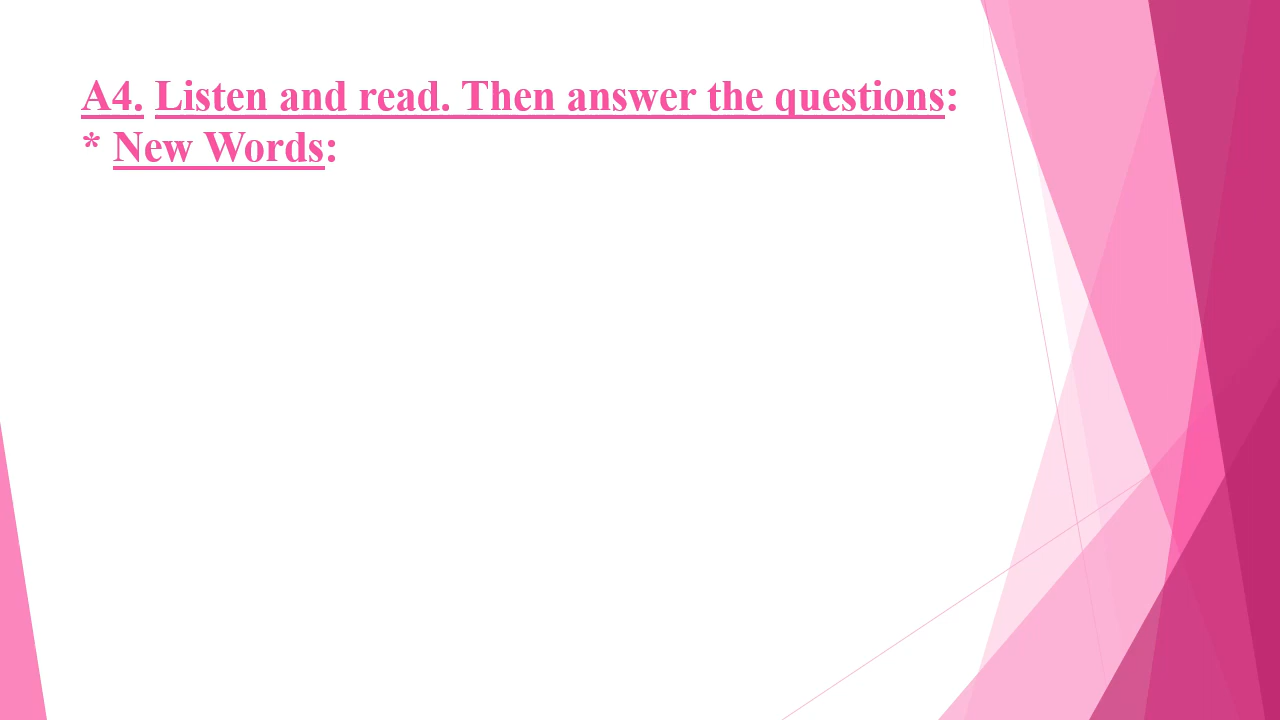 A4. Listen and read. Then answer the questions:
* New Words: